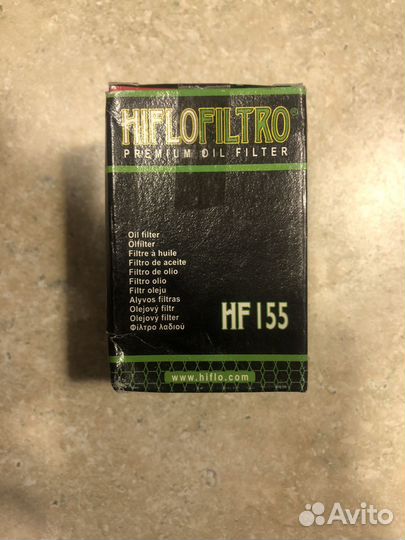 HIFLOFILTRO
PREMIUM OIL FILTER
Oil filter
Ölfilter
Filtre à huile
Filtro de aceite
Filtro de olio
Filtro olio
Filtr oleju
Alyvos filtras
Olejový filtr
Olejový filter
Φίλτρο λαδιού
HF155
www.hiflo.com
Avito